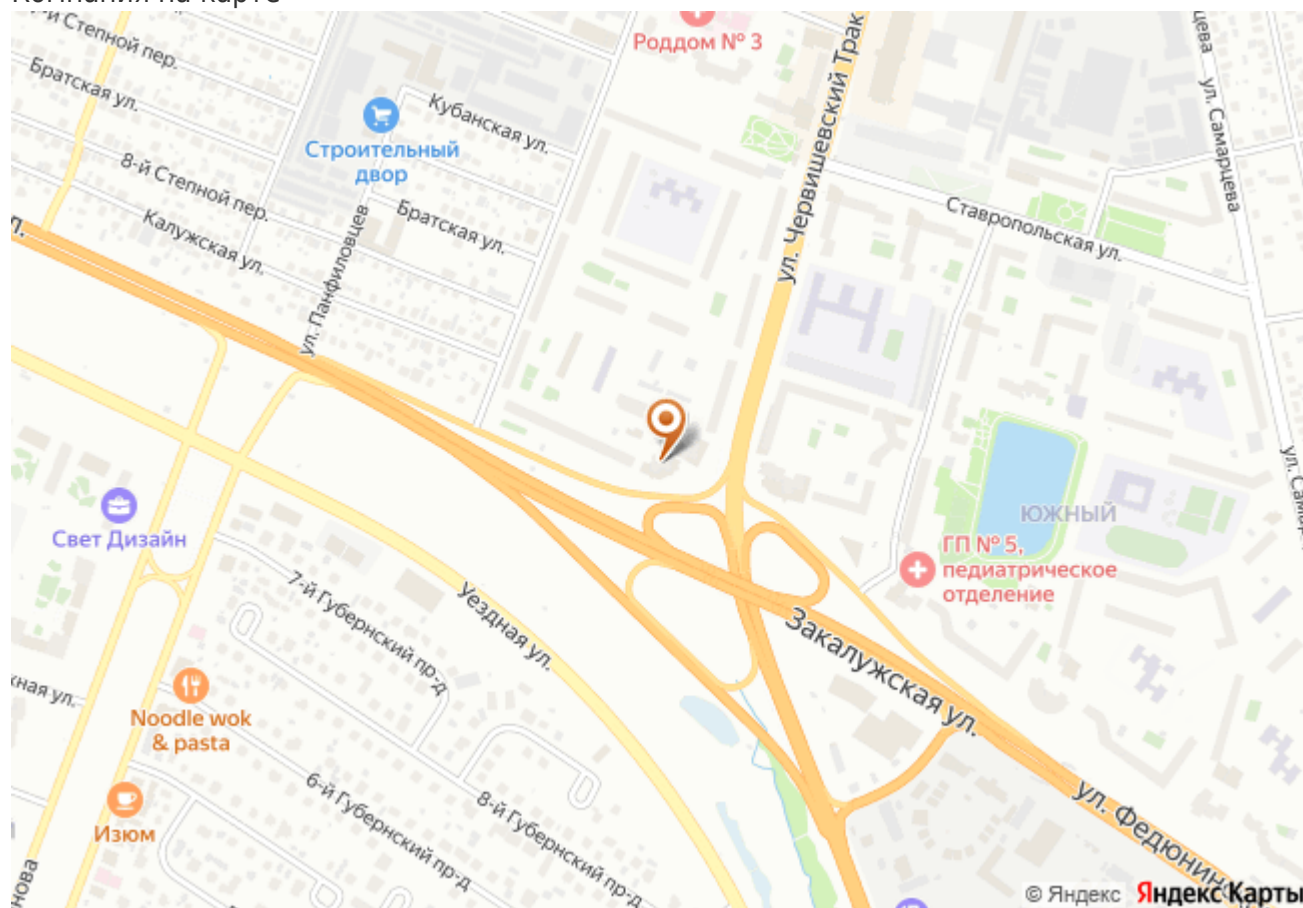 Компания на карте
Роддом № 3
ул. Червишевский Трак
ул. Самарцева
Степной пер.
Братская ул.
Кубанская ул.
Строительный
двор
8-й Степной пер.
Братская ул.
Калужская ул.
ул. Панфиловцев
Ставропольская ул.
ул. Червишевский
Свет Дизайн
ЮЖНЫЙ
ГП № 5,
педиатрическое
отделение
7-й Губернский пр-д
Уездная ул.
Закалужская ул.
Noodle wok
& pasta
6-й Губернский пр-д
8-й Губернский пр-д
Изюм
ул. Федюнинс
© Яндекс Яндекс Карты